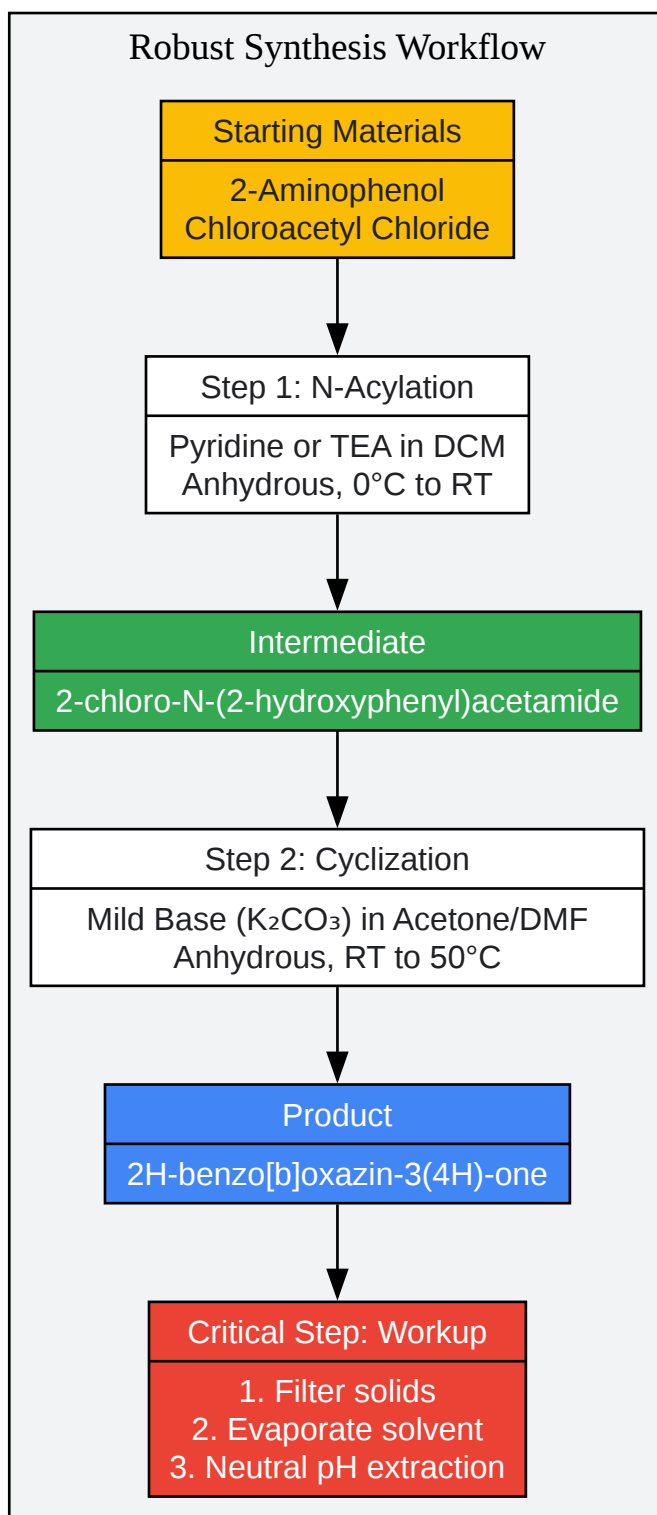 Robust Synthesis Workflow
Starting Materials
2-Aminophenol
Chloroacetyl Chloride
Step 1: N-Acylation
Pyridine or TEA in DCM
Anhydrous, 0°C to RT
Intermediate
2-chloro-N-(2-hydroxyphenyl)acetamide
Step 2: Cyclization
Mild Base (K₂CO₃) in Acetone/DMF
Anhydrous, RT to 50°C
Product
2H-benzo[b]oxazin-3(4H)-one
Critical Step: Workup
1. Filter solids
2. Evaporate solvent
3. Neutral pH extraction